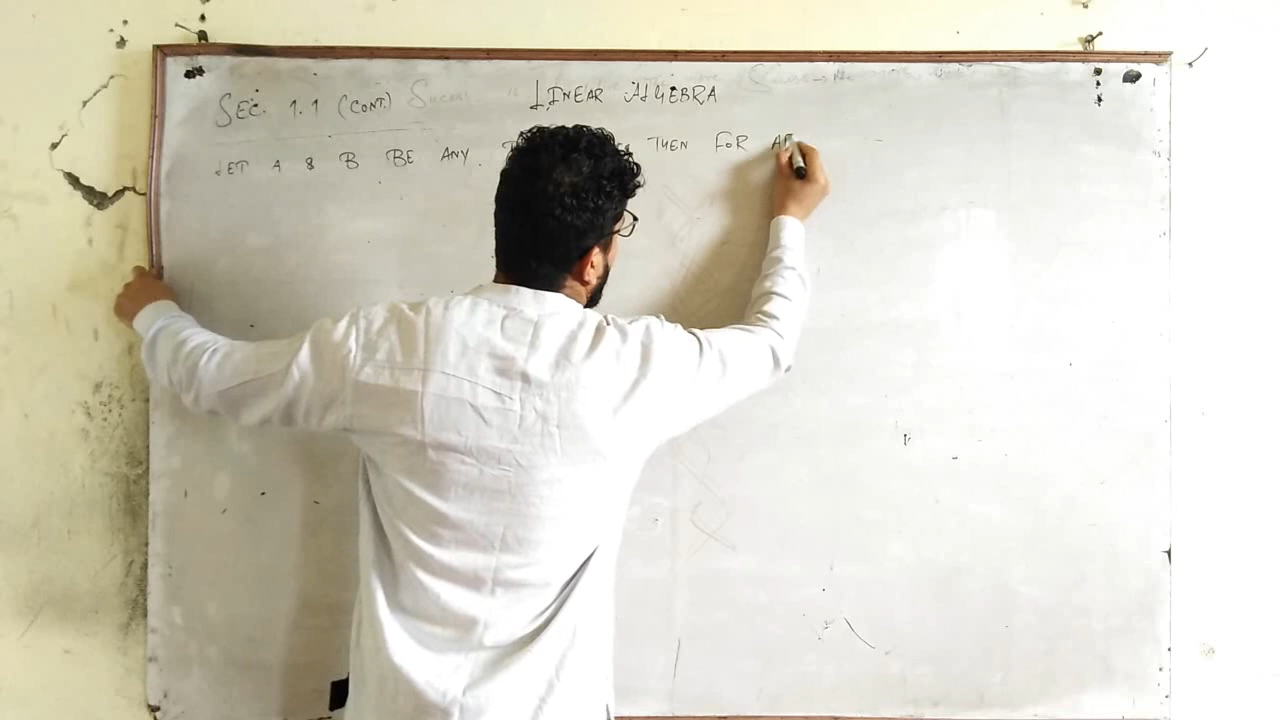 SEC. 1.1 (CONT.) LINEAR ALGEBRA
LET A & B BE ANY THEN FOR